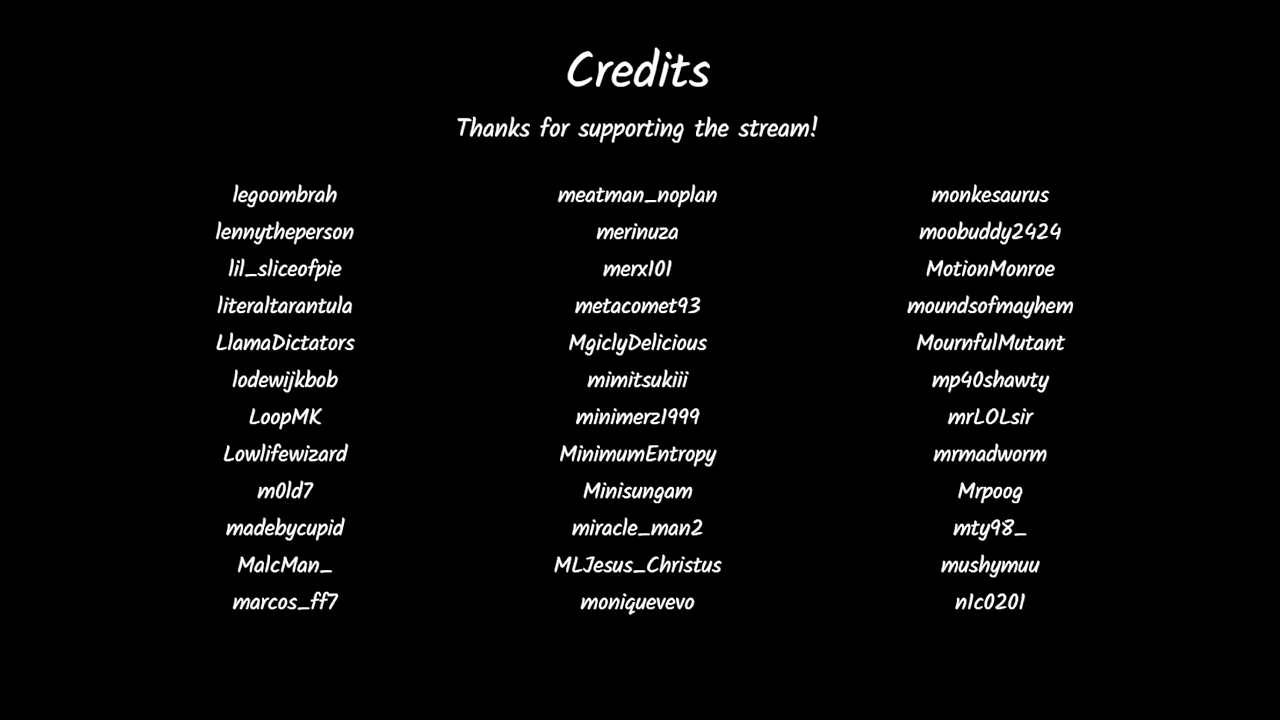 Credits
Thanks for supporting the stream!
legoombrah
lennytheperson
lil_sliceofpie
literaltarantula
LlamaDictators
lodewijkbob
LoopMK
Lowlifewizard
m0ld7
madebycupid
MalcMan_
marcos_ff7
meatman_noplan
merinuza
merx101
metacomet93
MgiclyDelicious
mimitsukiii
minimerz1999
MinimumEntropy
Minisungam
miracle_man2
MLJesus_Christus
moniquevevo
monkesaurus
moobuddy2424
MotionMonroe
moundsofmayhem
MournfulMutant
mp40shawty
mrLOLsir
mrmadworm
Mrpoog
mty98_
mushymuu
n1c0201